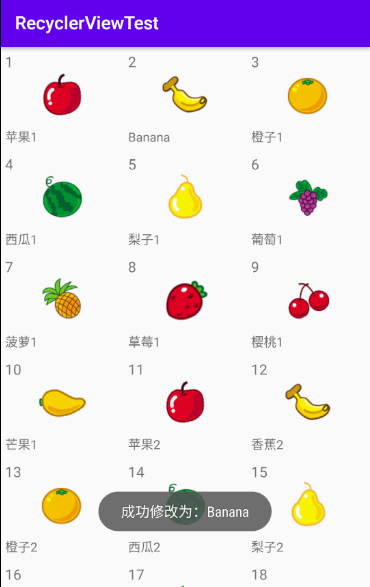 RecyclerViewTest
1 2 3
苹果1 Banana 橙子1
4 5 6
西瓜1 梨子1 葡萄1
7 8 9
菠萝1 草莓1 樱桃1
10 11 12
芒果1 苹果2 香蕉2
13 14 15
成功修改为：Banana
橙子2 西瓜2 梨子2
16 17 18